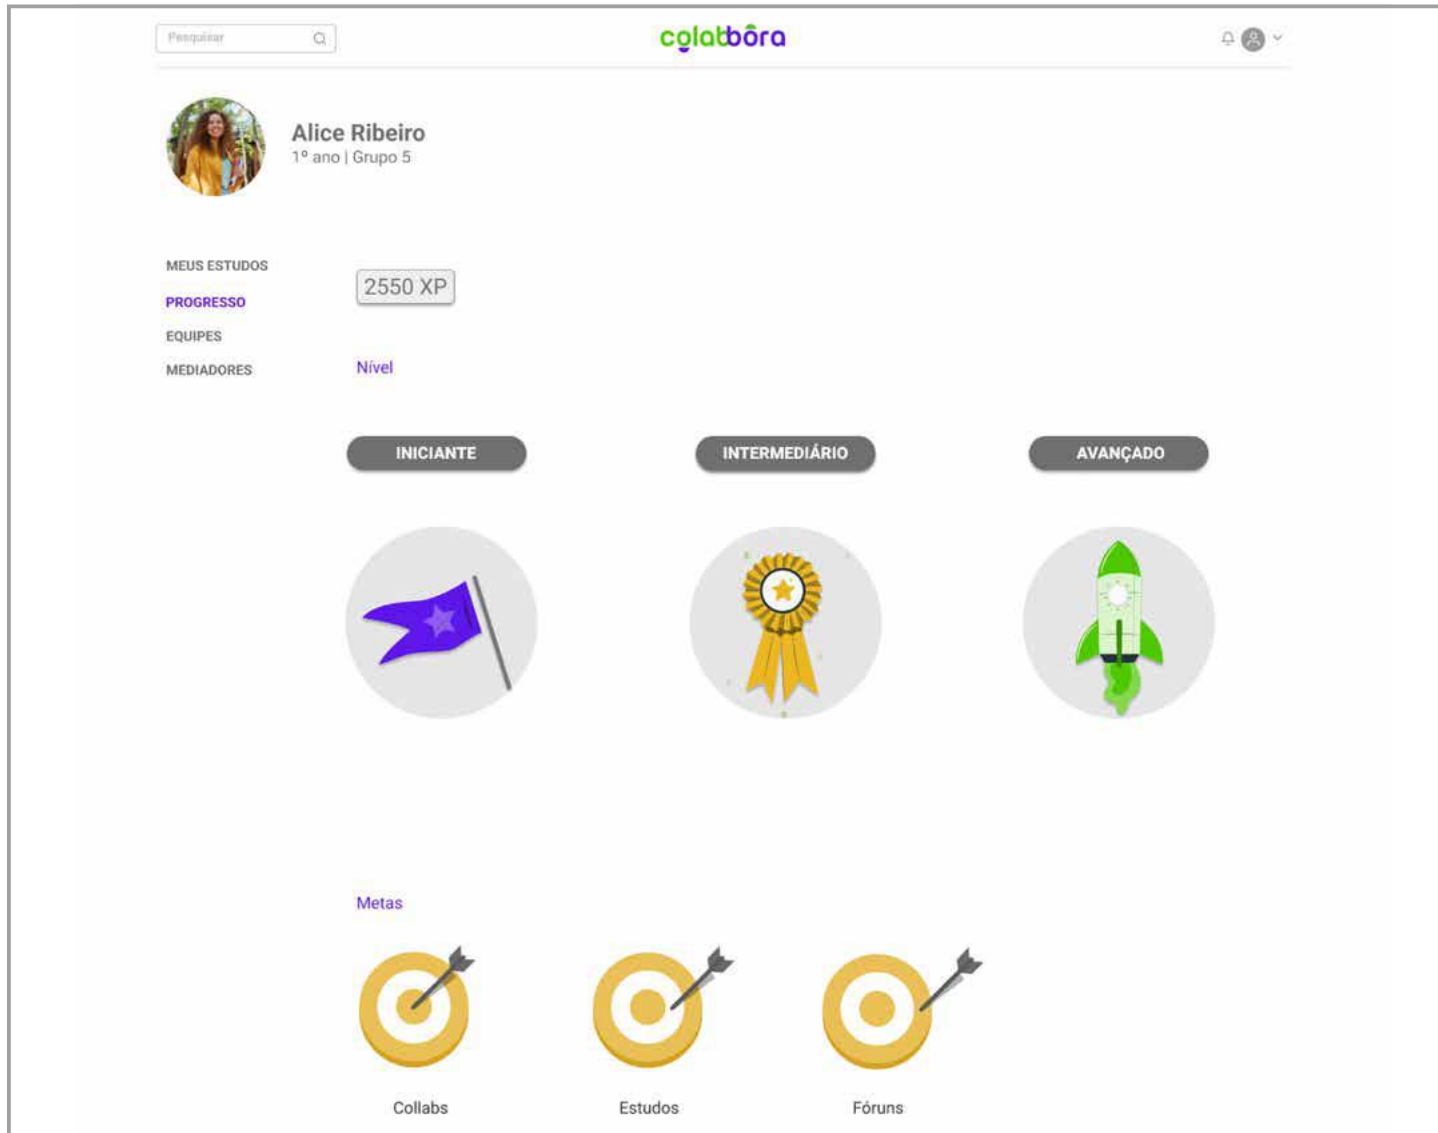 Pesquisar
colabbôra
Alice Ribeiro
1º ano | Grupo 5
MEUS ESTUDOS
PROGRESSO
EQUIPES
MEDIADORES
2550 XP
Nível
INICIANTE
INTERMEDIÁRIO
AVANÇADO
Metas
Collabs
Estudos
Fóruns